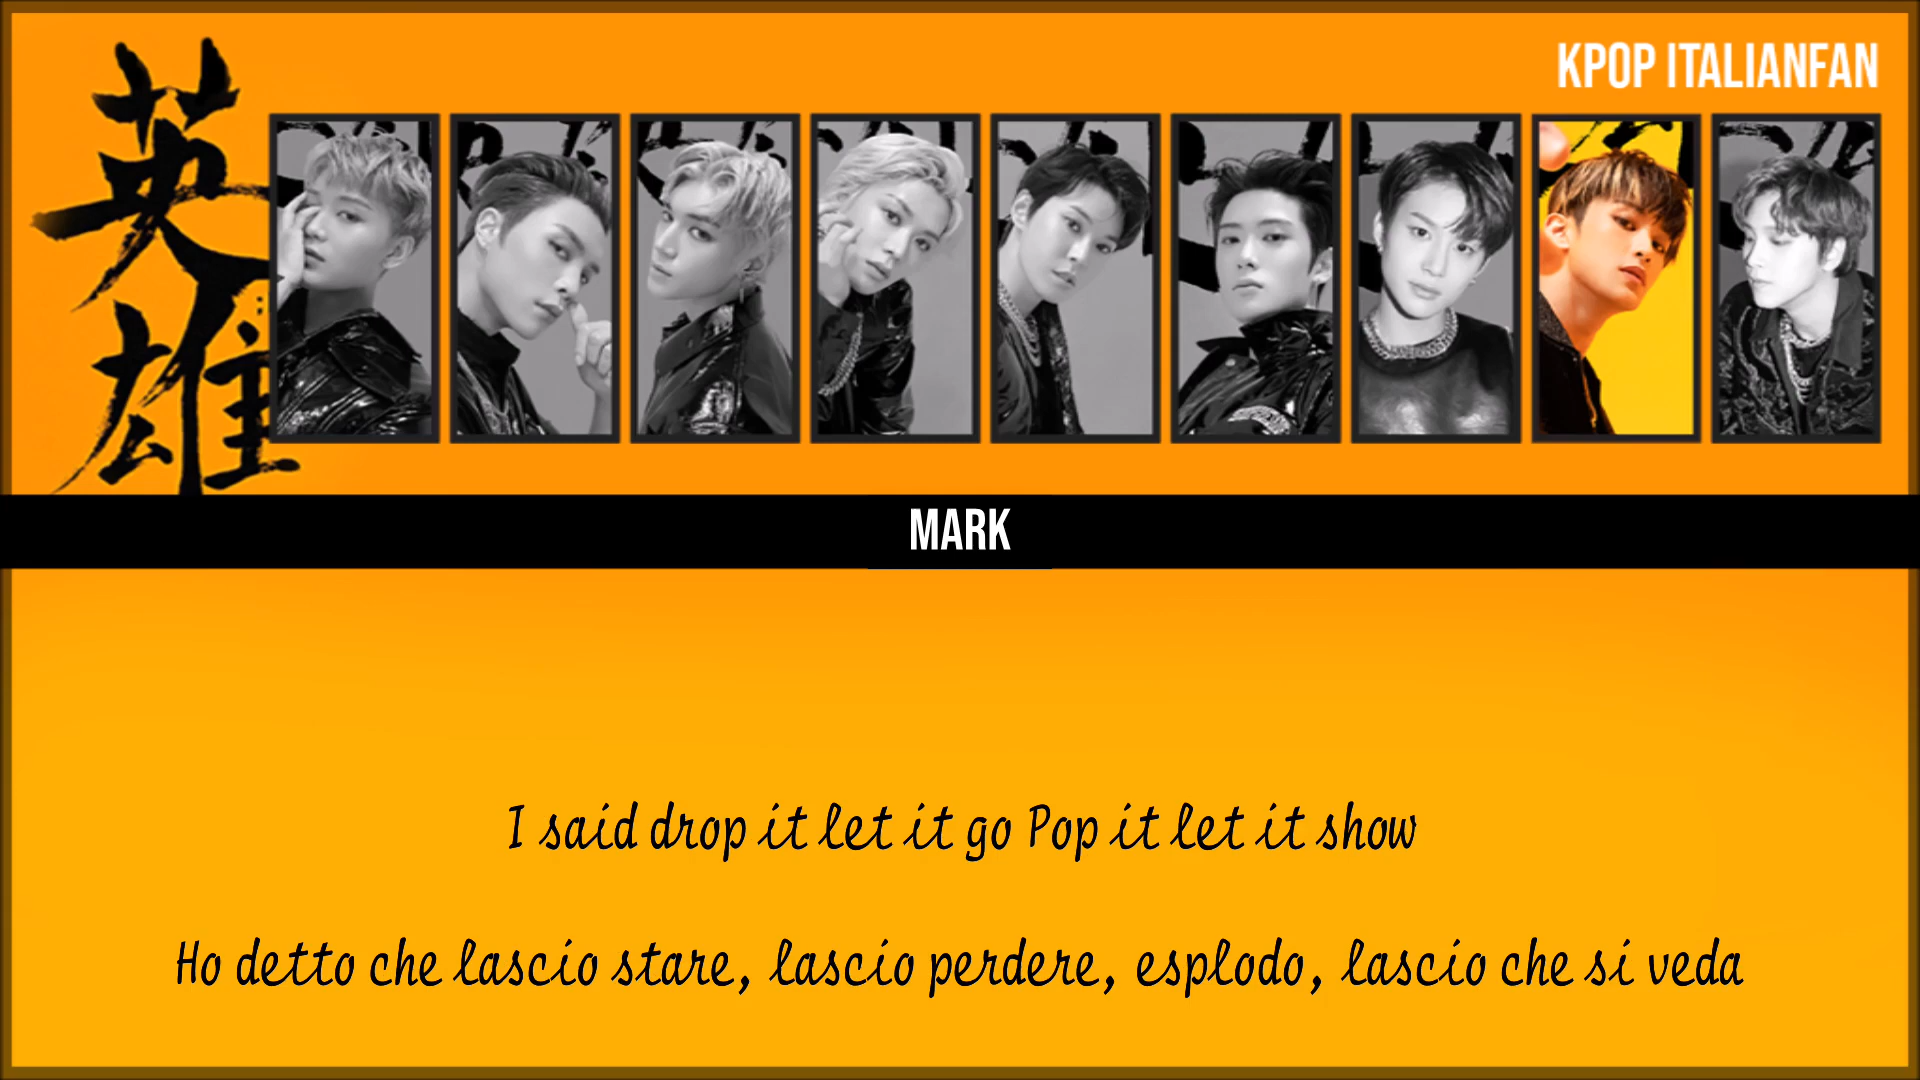 KPOP ITALIANFAN
英
雄
MARK
I said drop it let it go Pop it let it show
Ho detto che lascio stare, lascio perdere, esplodo, lascio che si veda